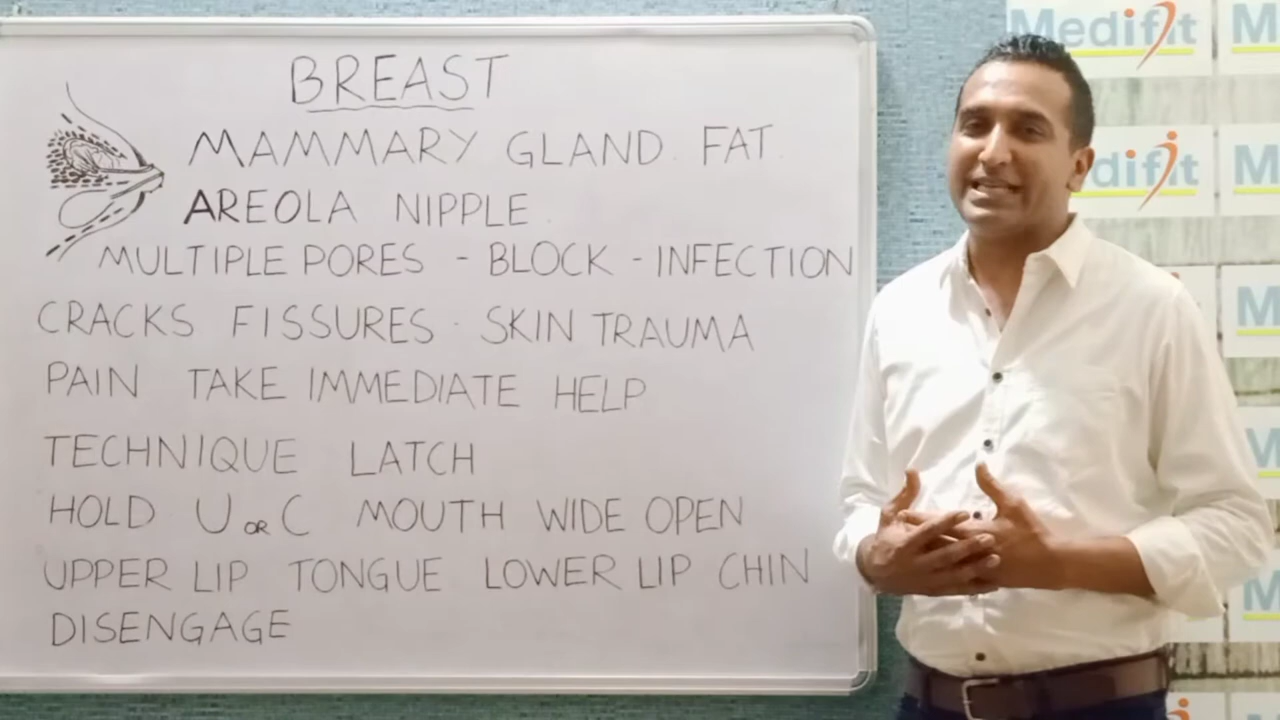 BREAST
MAMMARY GLAND. FAT.
AREOLA NIPPLE.
MULTIPLE PORES - BLOCK - INFECTION
CRACKS FISSURES. SKIN TRAUMA
PAIN TAKE IMMEDIATE HELP
TECHNIQUE LATCH
HOLD U OR C MOUTH WIDE OPEN
UPPER LIP TONGUE LOWER LIP CHIN
DISENGAGE
Medifit M
difit M
M
M
M
Medifit